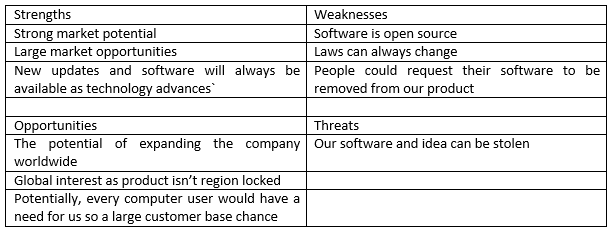 Strengths
Weaknesses
Strong market potential
Software is open source
Large market opportunities
Laws can always change
New updates and software will always be
available as technology advances`
People could request their software to be
removed from our product
Opportunities
Threats
The potential of expanding the company
worldwide
Our software and idea can be stolen
Global interest as product isn’t region locked
Potentially, every computer user would have a
need for us so a large customer base chance